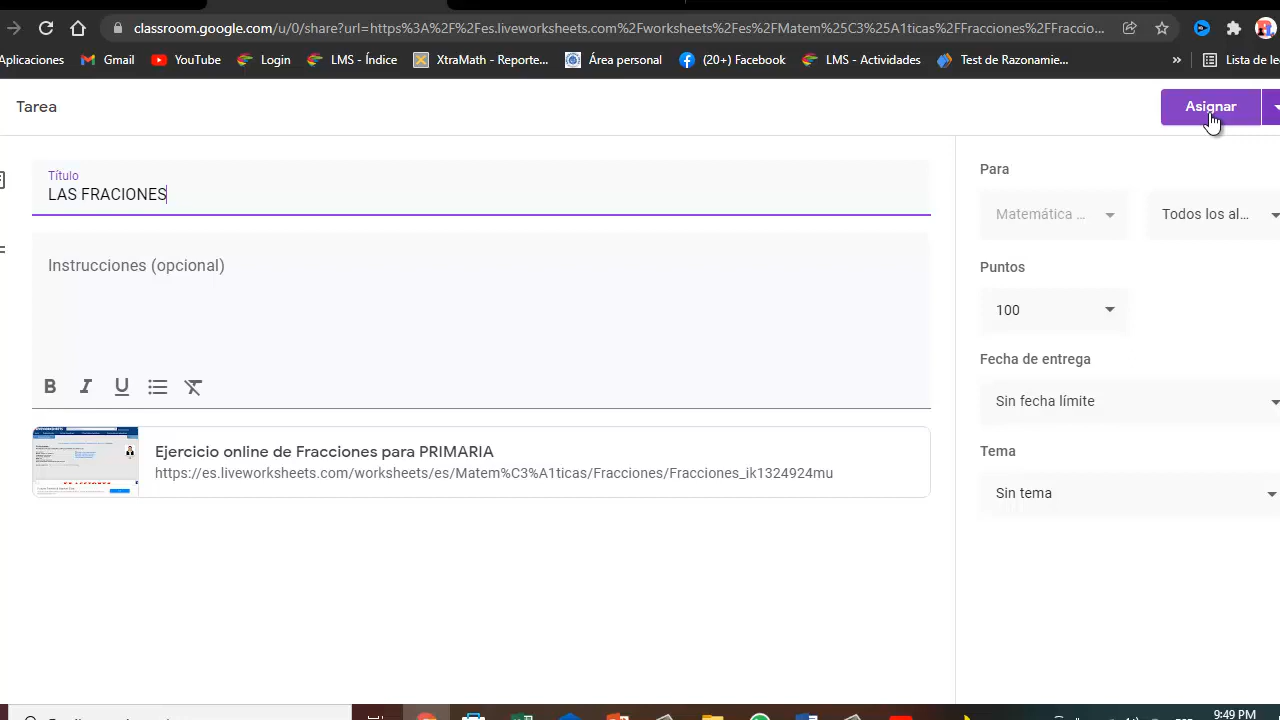 classroom.google.com/u/0/share?url=https%3A%2F%2Fes.liveworksheets.com%2Fworksheets%2Fes%2FMatem%25C3%25A1ticas%2FFracciones%2FFraccio...
Aplicaciones Gmail YouTube Login LMS - Índice XtraMath - Reporte... Área personal (20+) Facebook LMS - Actividades Test de Razonamie... » Lista de le
Tarea
Asignar
Título
LAS FRACIONES
Instrucciones (opcional)
B I U
Ejercicio online de Fracciones para PRIMARIA
https://es.liveworksheets.com/worksheets/es/Matem%C3%A1ticas/Fracciones/Fracciones_ik1324924mu
Para
Matemática ... Todos los al...
Puntos
100
Fecha de entrega
Sin fecha límite
Tema
Sin tema
9:49 PM